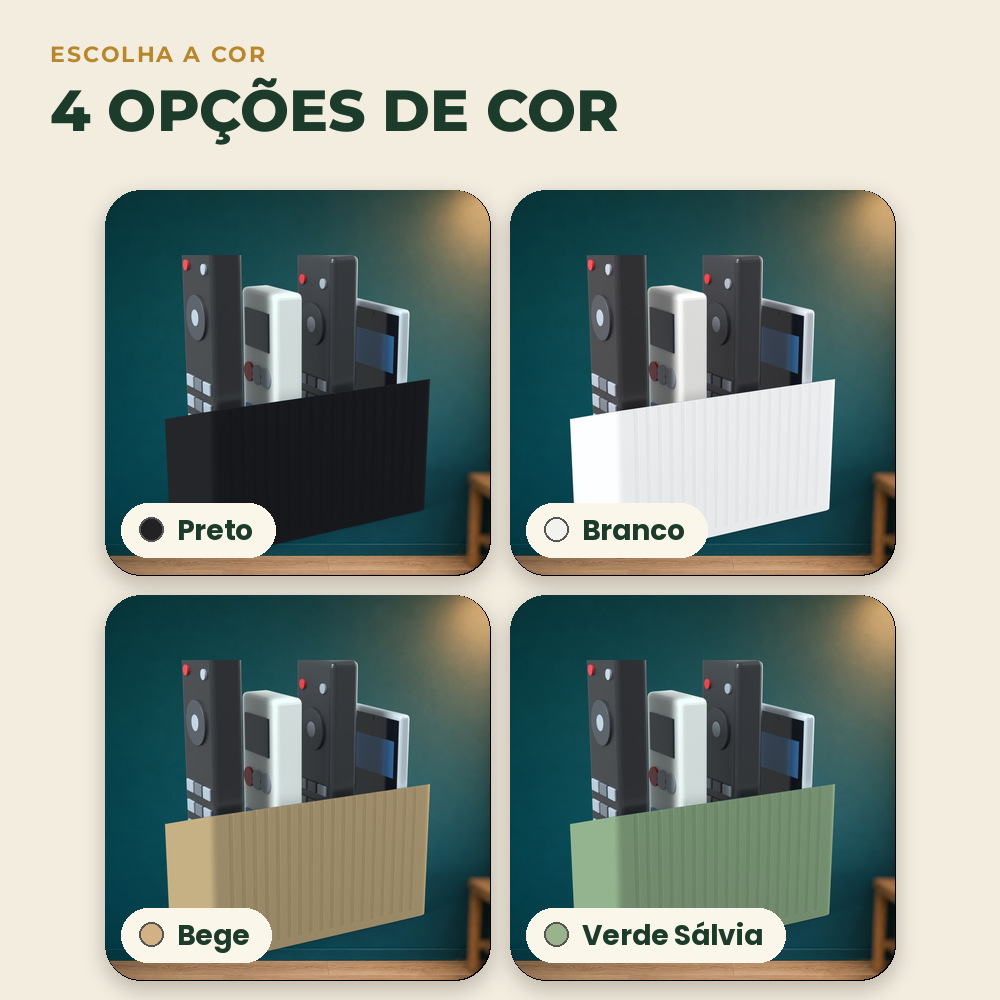 ESCOLHA A COR
4 OPÇÕES DE COR
Preto
Branco
Bege
Verde Sálvia